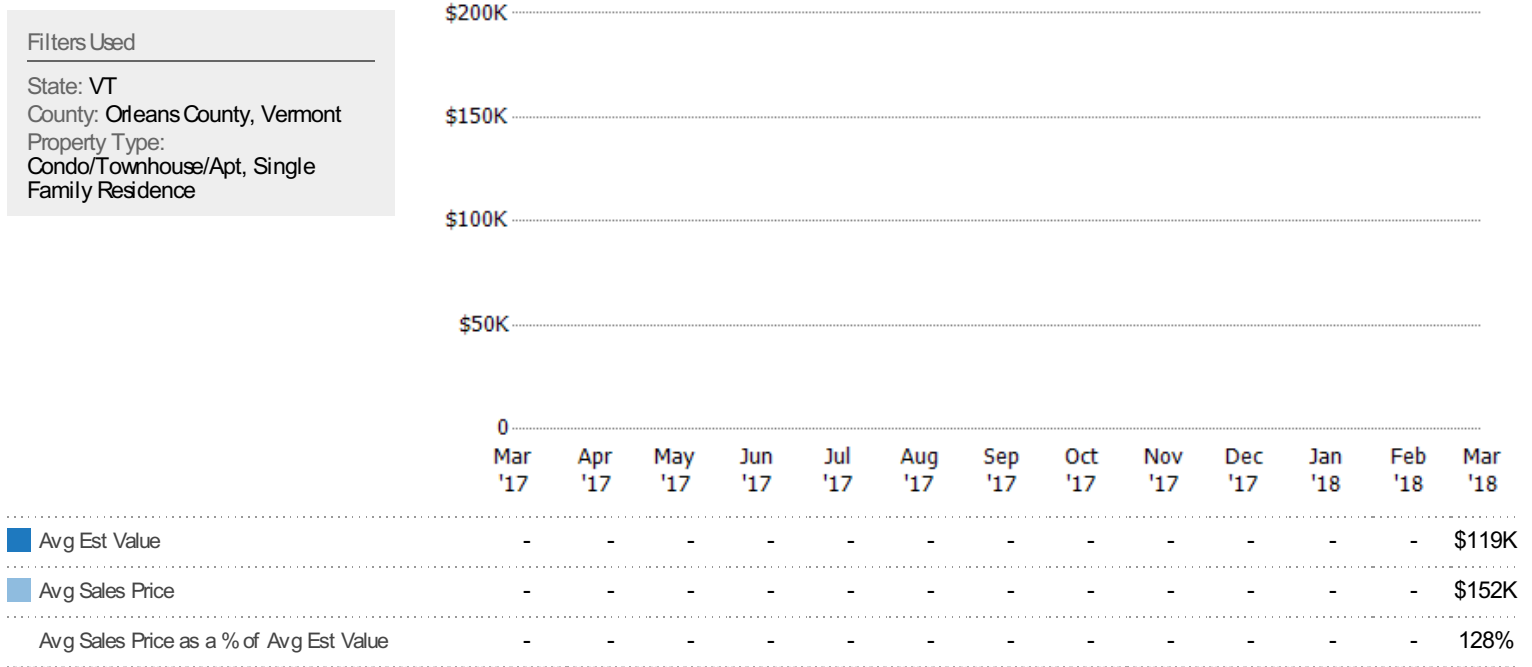 Filters Used
State: VT
County: Orleans County, Vermont
Property Type:
Condo/Townhouse/Apt, Single
Family Residence
$200K
$150K
$100K
$50K
0
Mar Apr May Jun Jul Aug Sep Oct Nov Dec Jan Feb Mar
'17 '17 '17 '17 '17 '17 '17 '17 '17 '17 '18 '18 '18
Avg Est Value - - - - - - - - - - - - $119K
Avg Sales Price - - - - - - - - - - - - $152K
Avg Sales Price as a % of Avg Est Value - - - - - - - - - - - - 128%